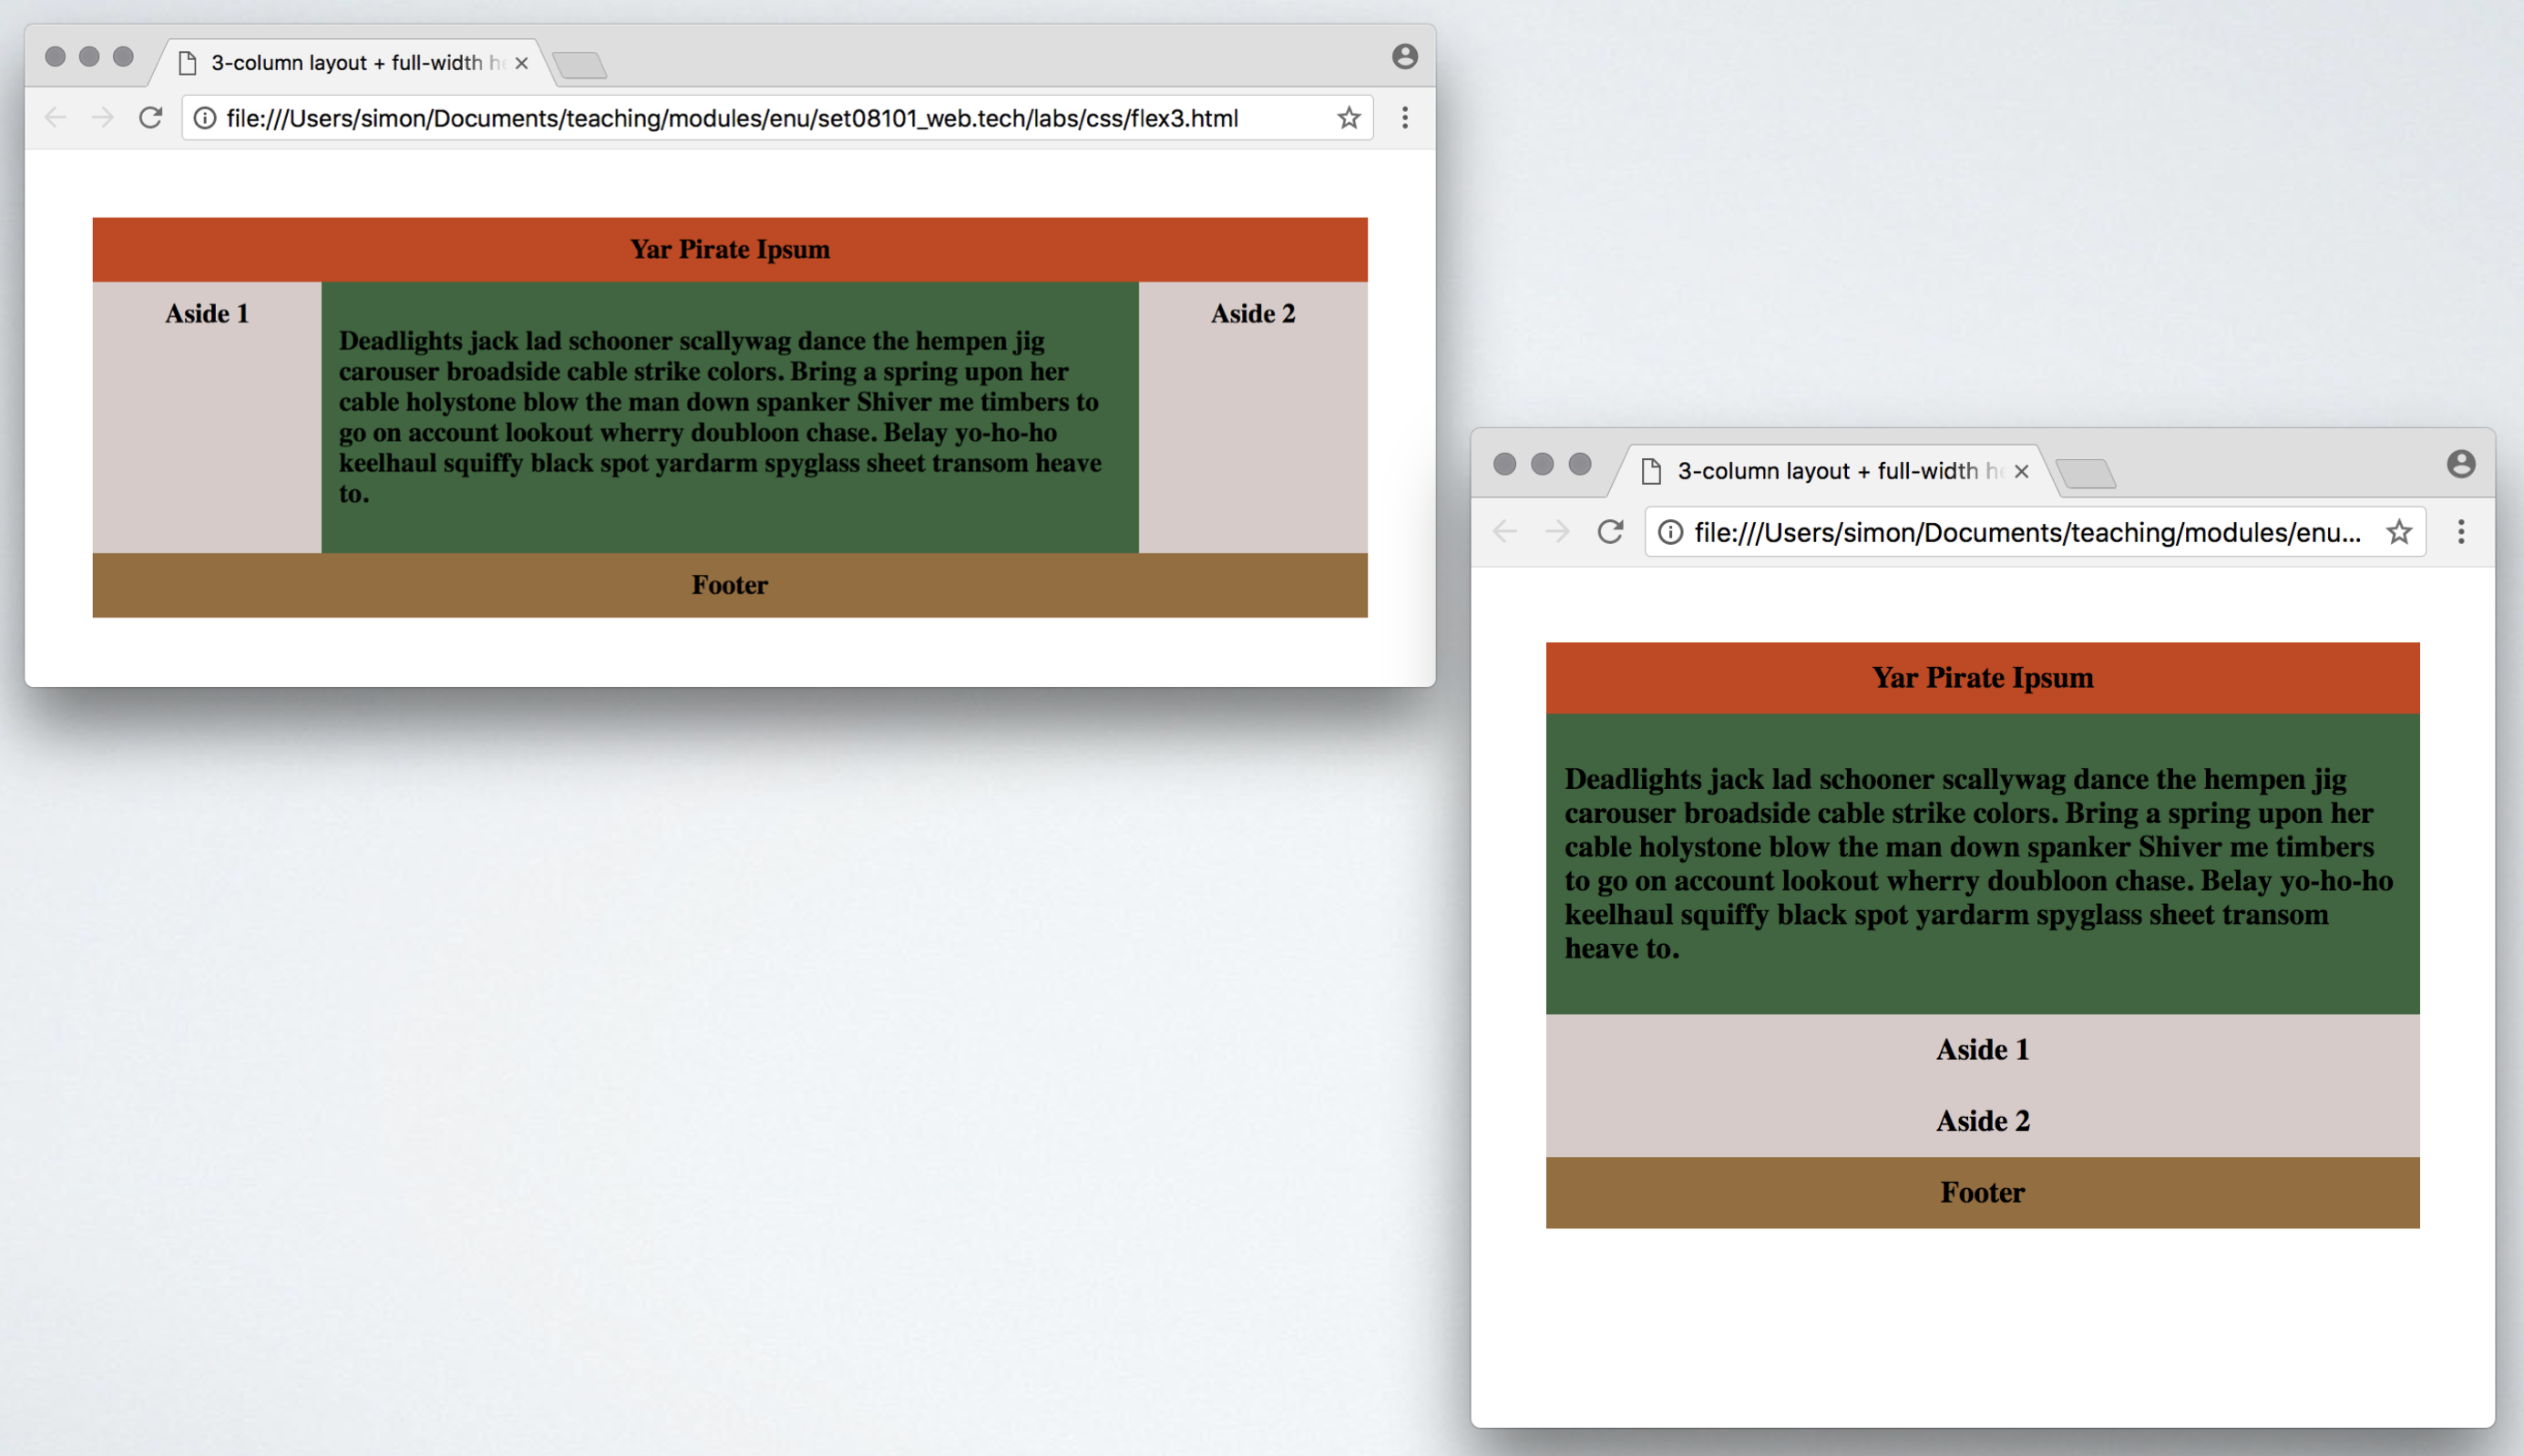 3-column layout + full-width he
file:///Users/simon/Documents/teaching/modules/enu/set08101_web.tech/labs/css/flex3.html
Yar Pirate Ipsum
Aside 1
Deadlights jack lad schooner scallywag dance the hempen jig
carouser broadside cable strike colors. Bring a spring upon her
cable holystone blow the man down spanker Shiver me timbers to
go on account lookout wherry doubloon chase. Belay yo-ho-ho
keelhaul squiffy black spot yardarm spyglass sheet transom heave
to.
Aside 2
Footer
3-column layout + full-width he
file:///Users/simon/Documents/teaching/modules/enu...
Yar Pirate Ipsum
Deadlights jack lad schooner scallywag dance the hempen jig
carouser broadside cable strike colors. Bring a spring upon her
cable holystone blow the man down spanker Shiver me timbers
to go on account lookout wherry doubloon chase. Belay yo-ho-ho
keelhaul squiffy black spot yardarm spyglass sheet transom
heave to.
Aside 1
Aside 2
Footer